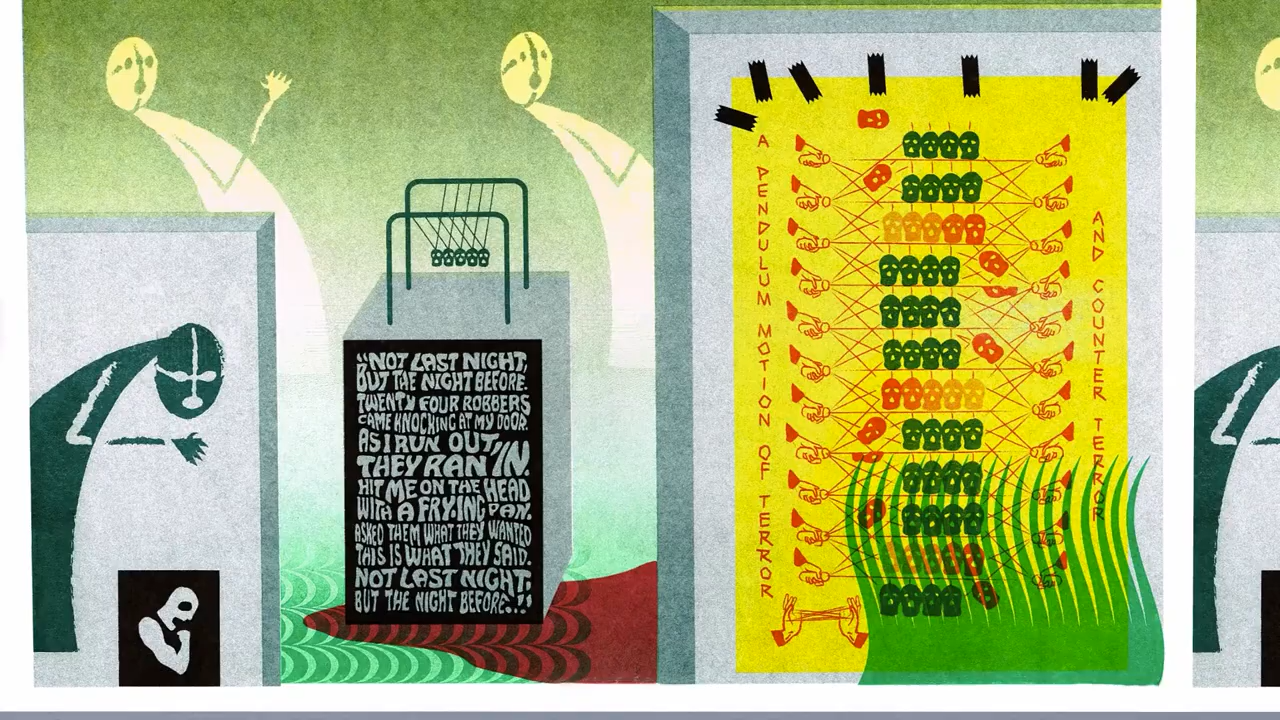 "NOT LAST NIGHT,
BUT THE NIGHT BEFORE.
TWENTY FOUR ROBBERS
CAME KNOCKING AT MY DOOR.
AS I RUN OUT,
THEY RAN IN.
HIT ME ON THE HEAD
WITH A FRYING PAN.
ASKED THEM WHAT THEY WANTED
THIS IS WHAT THEY SAID.
NOT LAST NIGHT,
BUT THE NIGHT BEFORE..."
A PENDULUM MOTION OF TERROR
AND COUNTER TERROR